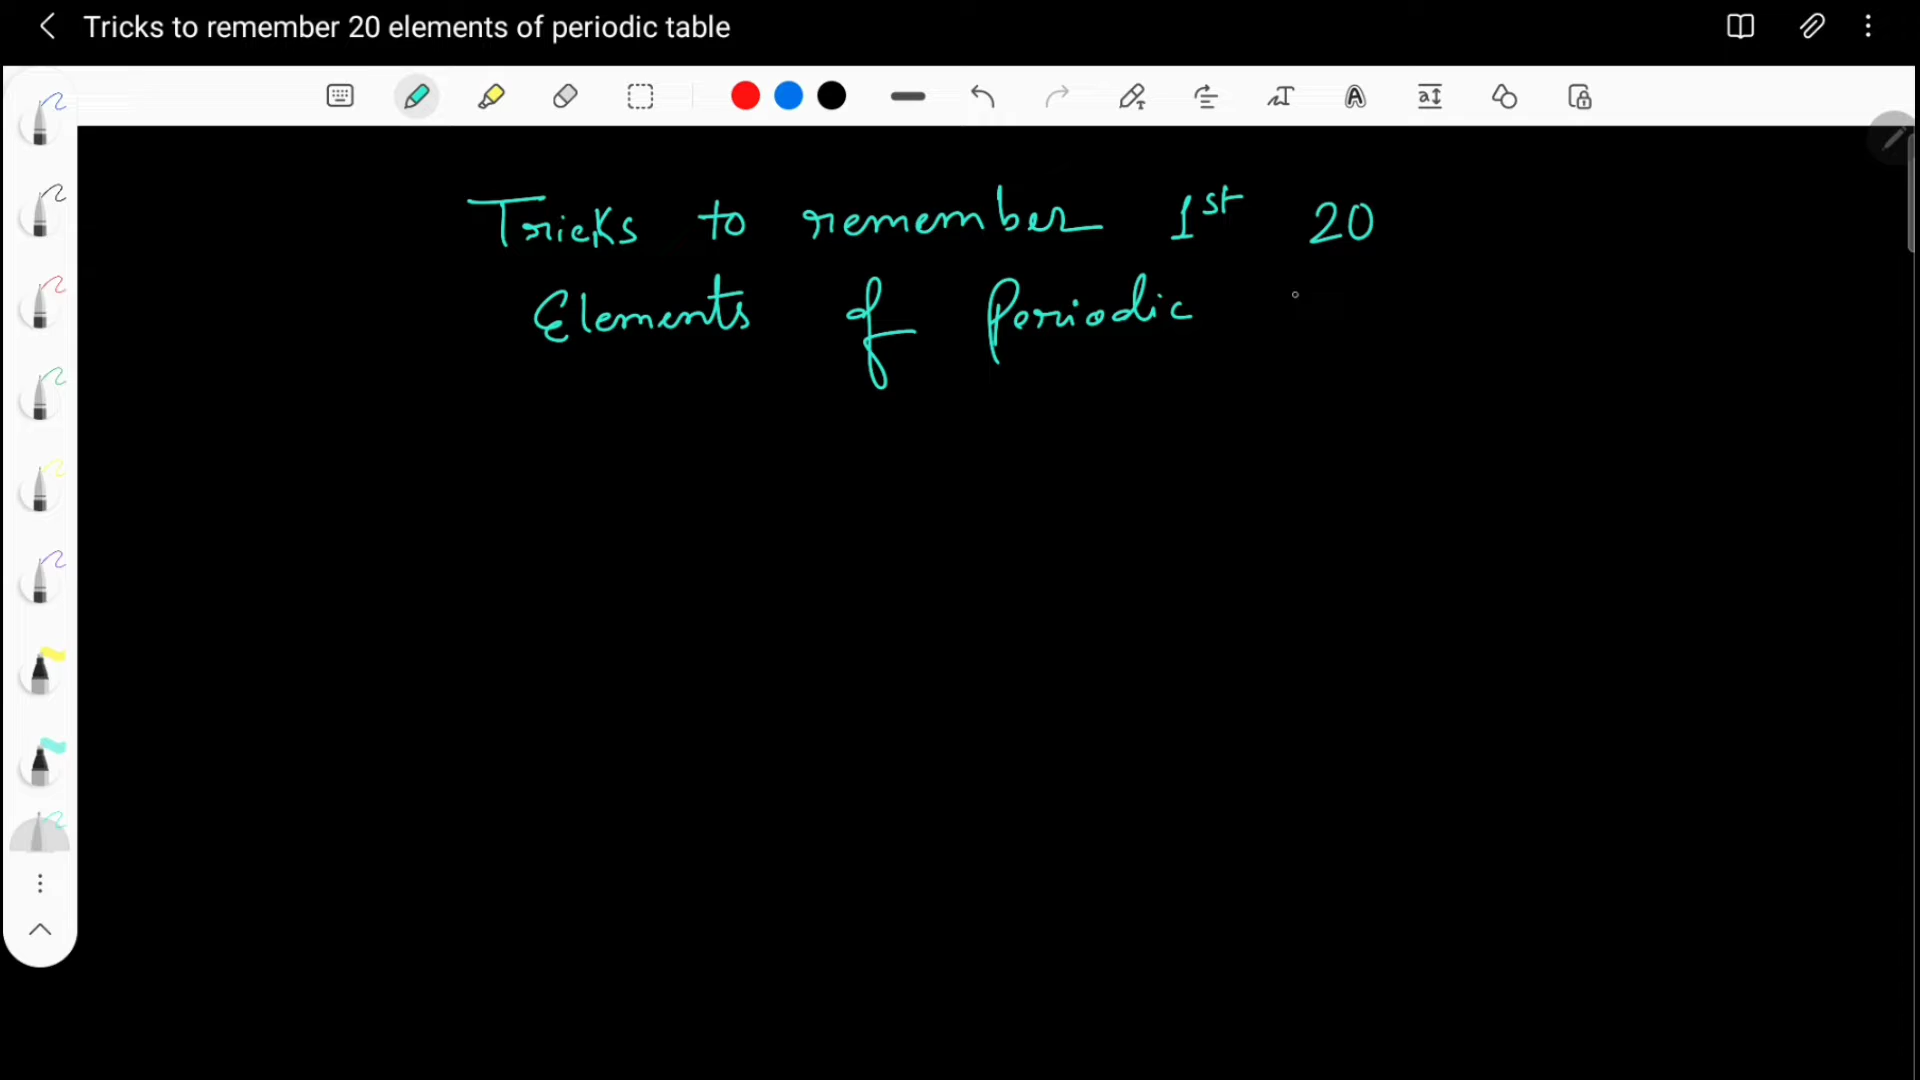 Tricks to remember 20 elements of periodic table
Tricks to remember 1st 20
Elements of Periodic